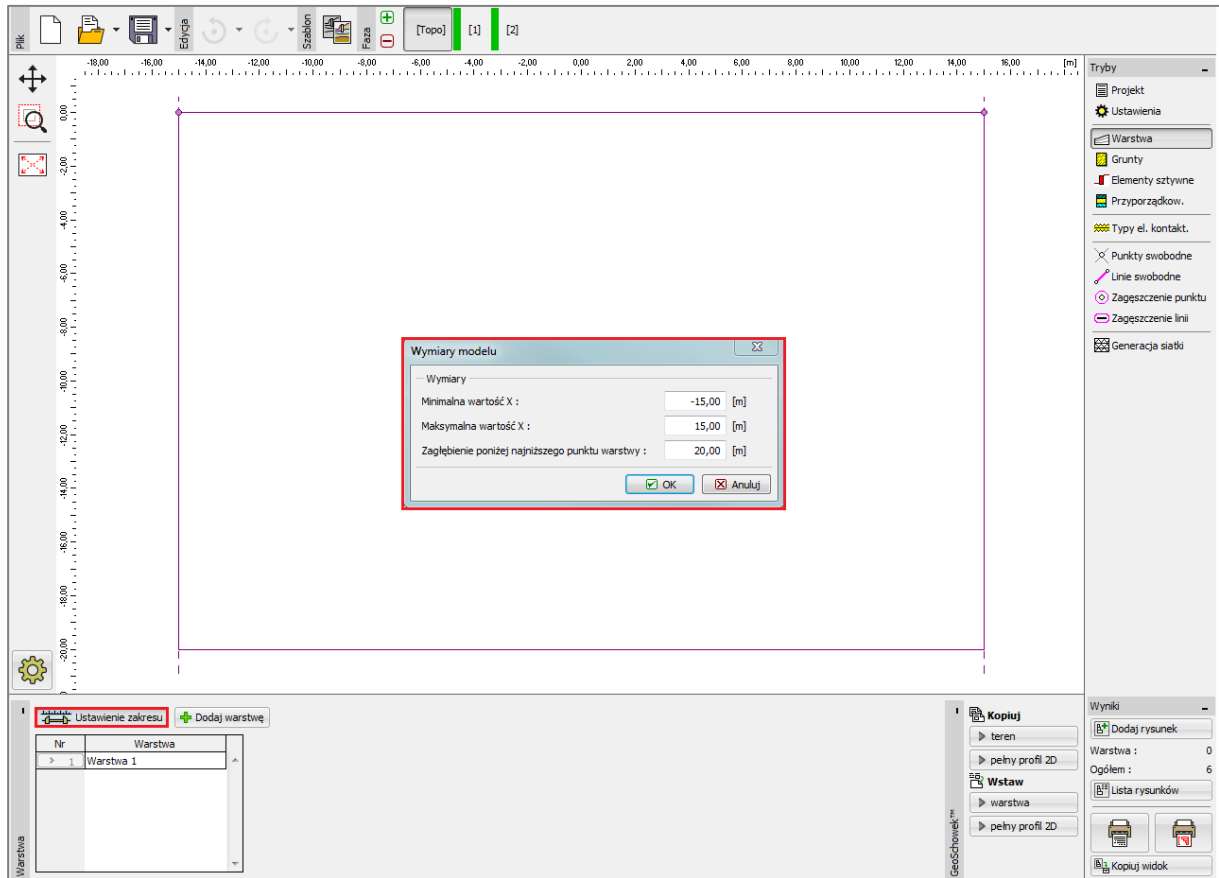 Plik
Edycja
Szablon
Faza
[Topo]
[1]
[2]
-18,00 -16,00 -14,00 -12,00 -10,00 -8,00 -6,00 -4,00 -2,00 0,00 2,00 4,00 6,00 8,00 10,00 12,00 14,00 16,00 [m]
0,00
-2,00
-4,00
-6,00
-8,00
-10,00
-12,00
-14,00
-16,00
-18,00
-20,00
Wymiary modelu
Wymiary
Minimalna wartość X : -15,00 [m]
Maksymalna wartość X : 15,00 [m]
Zagłębienie poniżej najniższego punktu warstwy : 20,00 [m]
OK Anuluj
Tryby
Projekt
Ustawienia
Warstwa
Grunty
Elementy sztywne
Przyporządkow.
Typy el. kontakt.
Punkty swobodne
Linie swobodne
Zagęszczenie punktu
Zagęszczenie linii
Generacja siatki
Warstwa
Ustawienie zakresu
Dodaj warstwę
Nr Warstwa
1 Warstwa 1
GeoSchowek™
Kopiuj
teren
pełny profil 2D
Wstaw
warstwa
pełny profil 2D
Wyniki
Dodaj rysunek
Warstwa : 0
Ogółem : 6
Lista rysunków
Kopiuj widok